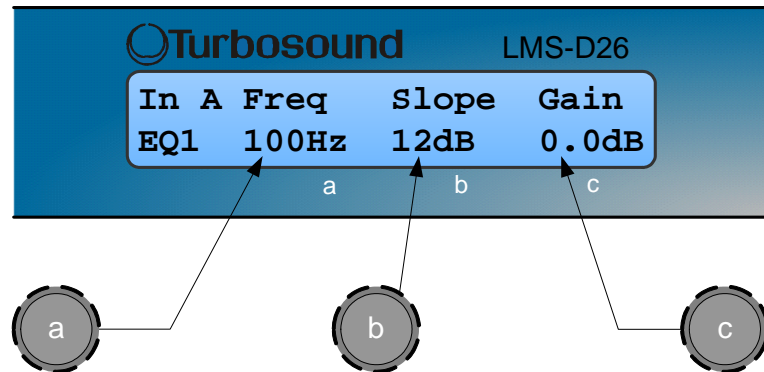 Turbosound LMS-D26
In A Freq Slope Gain
EQ1 100Hz 12dB 0.0dB
a b c
a b c